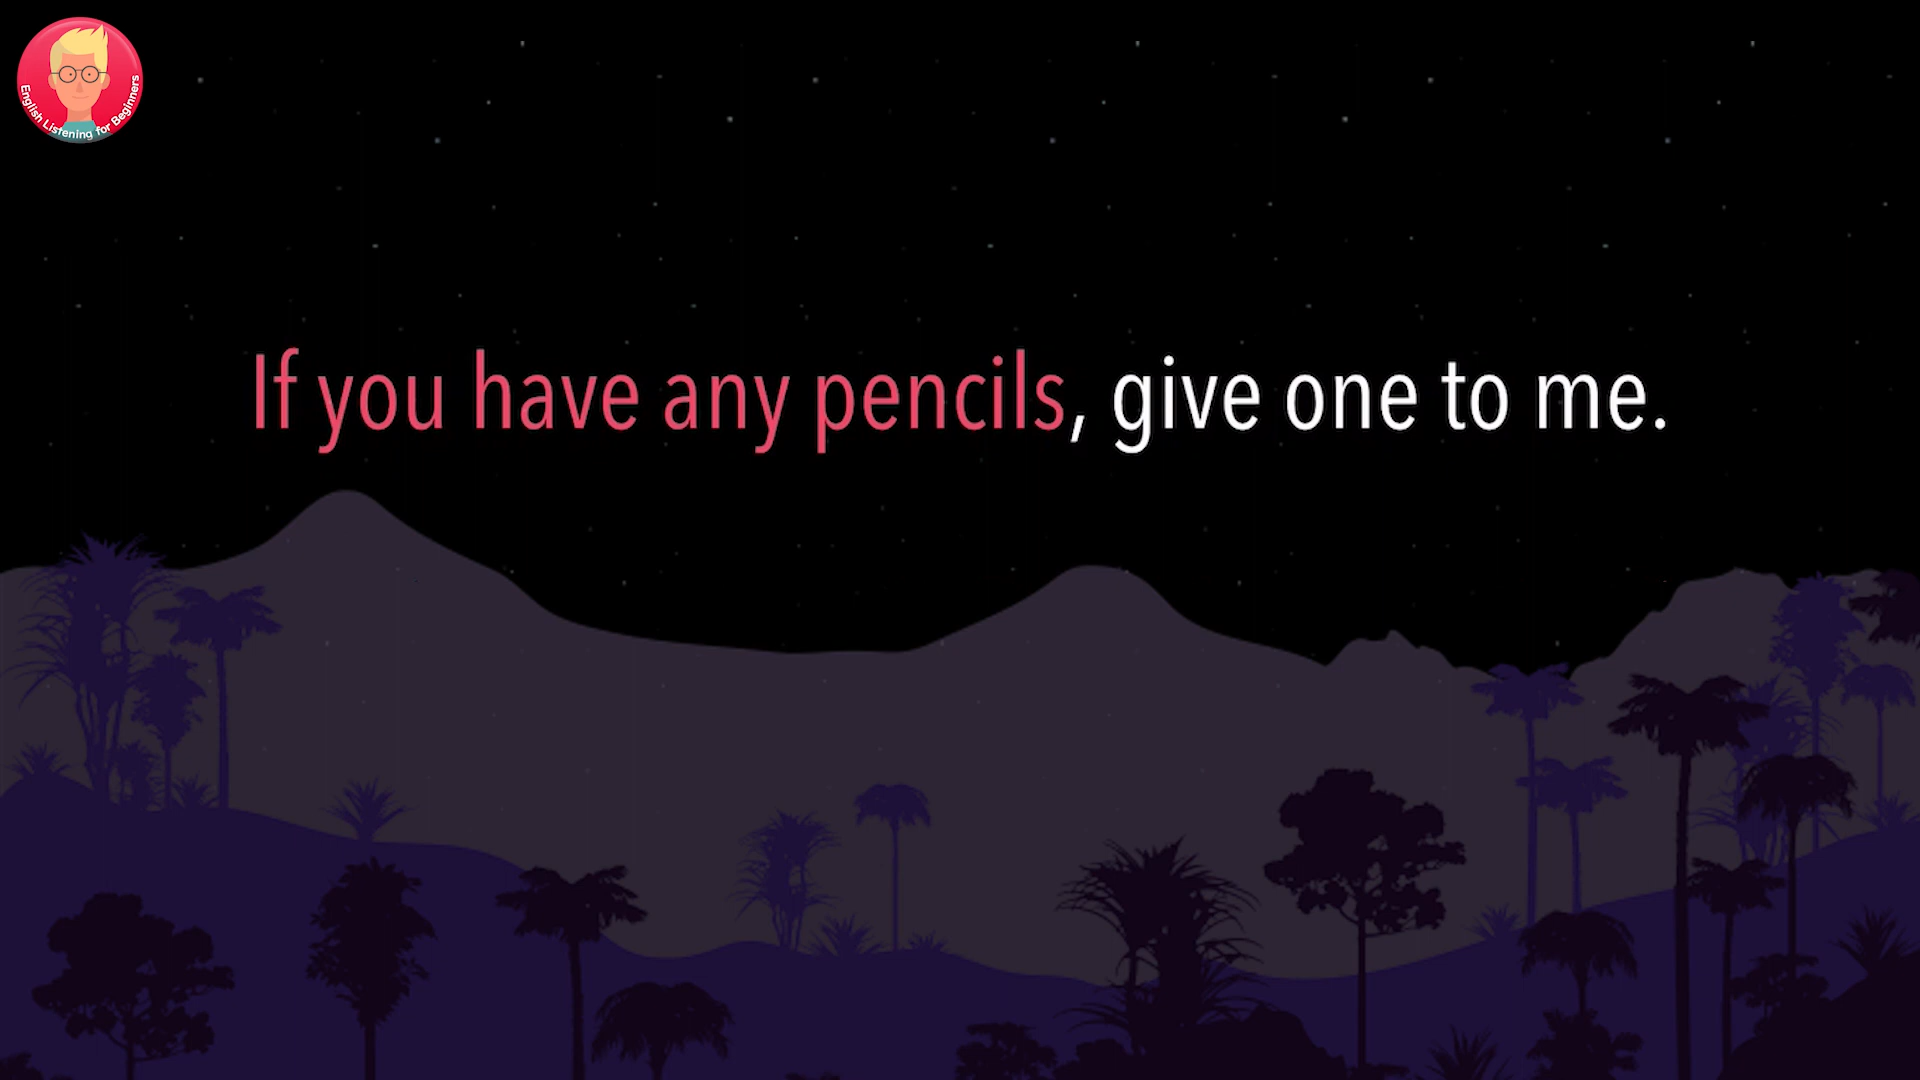 English Listening for Beginners
If you have any pencils, give one to me.